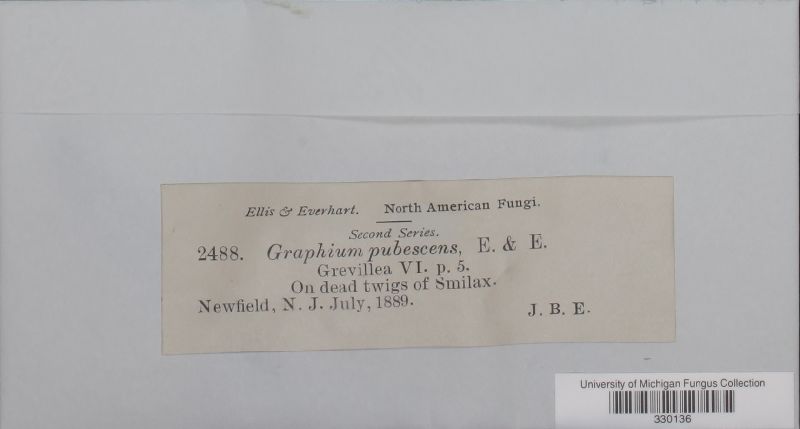 Ellis & Everhart. North American Fungi.
Second Series.
2488. Graphium pubescens, E. & E.
Grevillea VI. p. 5.
On dead twigs of Smilax.
Newfield, N. J. July, 1889.
J. B. E.
University of Michigan Fungus Collection
330136